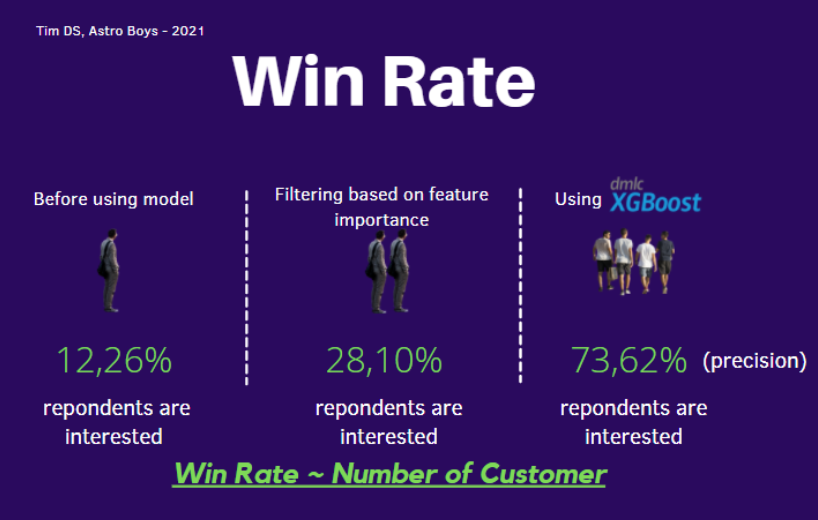 Tim DS, Astro Boys - 2021
Win Rate
Before using model
Filtering based on feature
importance
Using dmlc XGBoost
12,26%
28,10%
73,62% (precision)
repondents are
interested
repondents are
interested
repondents are
interested
Win Rate ~ Number of Customer